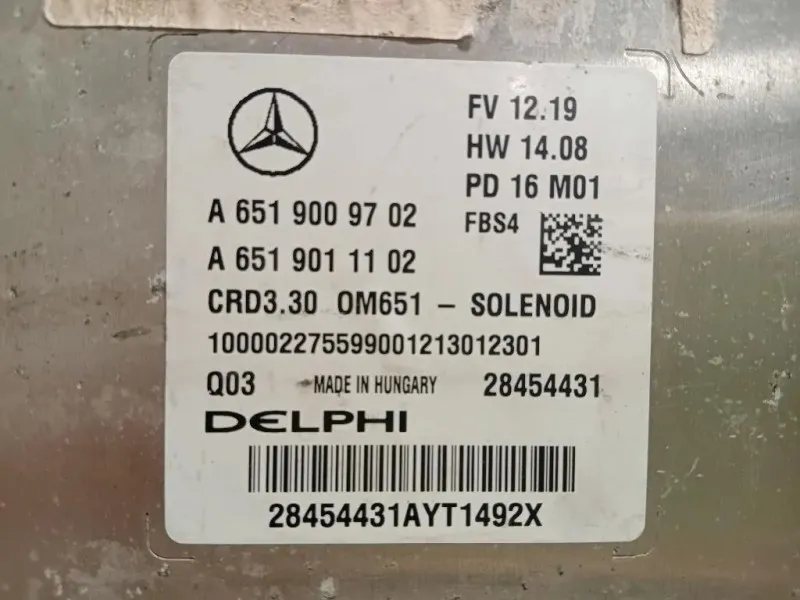 FV 12.19
HW 14.08
PD 16 M01
A 651 900 97 02
FBS4
A 651 901 11 02
CRD3.30 OM651 - SOLENOID
10000227559900121301230​1
Q03 MADE IN HUNGARY 28454431
DELPHI
28454431AYT1492X